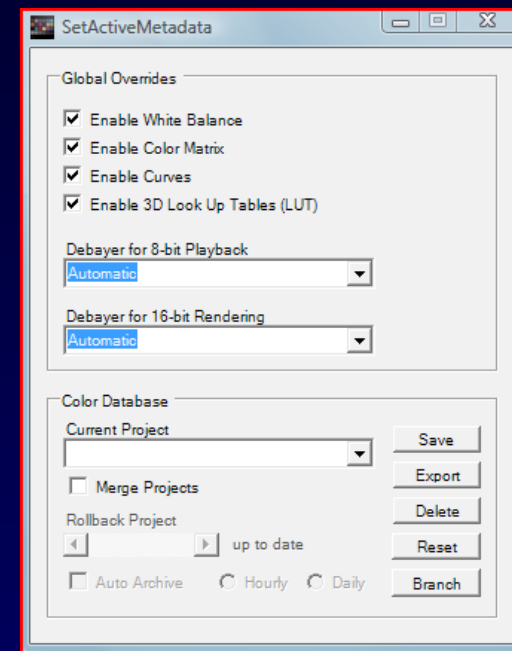 SetActiveMetadata
Global Overrides
Enable White Balance
Enable Color Matrix
Enable Curves
Enable 3D Look Up Tables (LUT)
Debayer for 8-bit Playback
Automatic
Debayer for 16-bit Rendering
Automatic
Color Database
Current Project
Save
Export
Merge Projects
Delete
Rollback Project
up to date
Reset
Auto Archive Hourly Daily
Branch